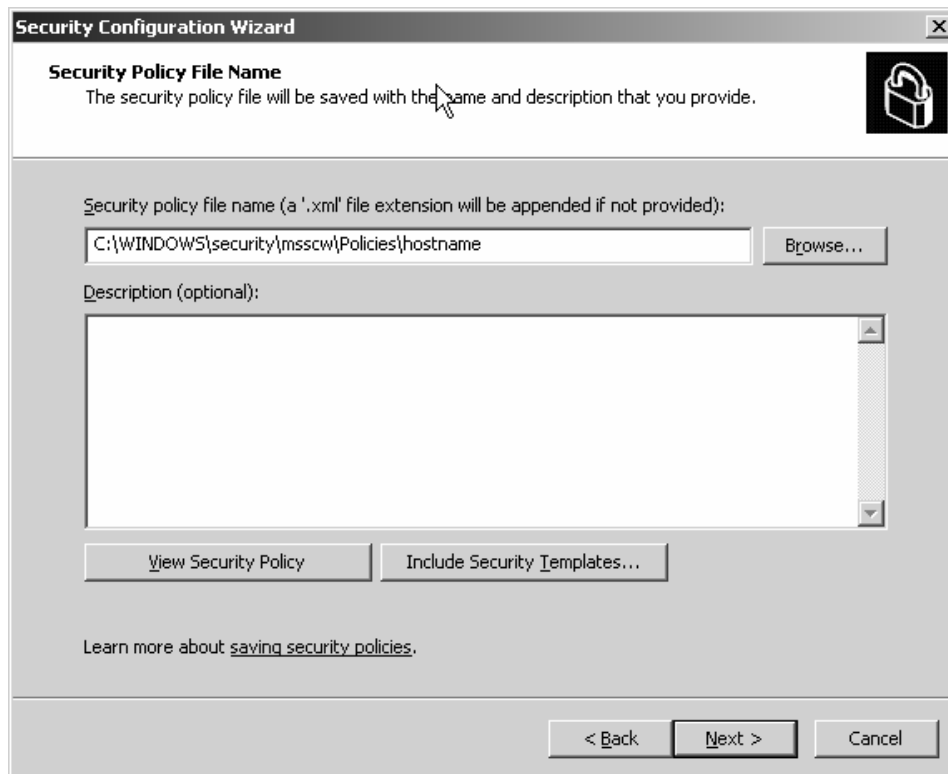 Security Configuration Wizard
Security Policy File Name
The security policy file will be saved with the name and description that you provide.
Security policy file name (a '.xml' file extension will be appended if not provided):
C:\WINDOWS\security\msscw\Policies\hostname
Browse...
Description (optional):
View Security Policy
Include Security Templates...
Learn more about saving security policies.
< Back
Next >
Cancel